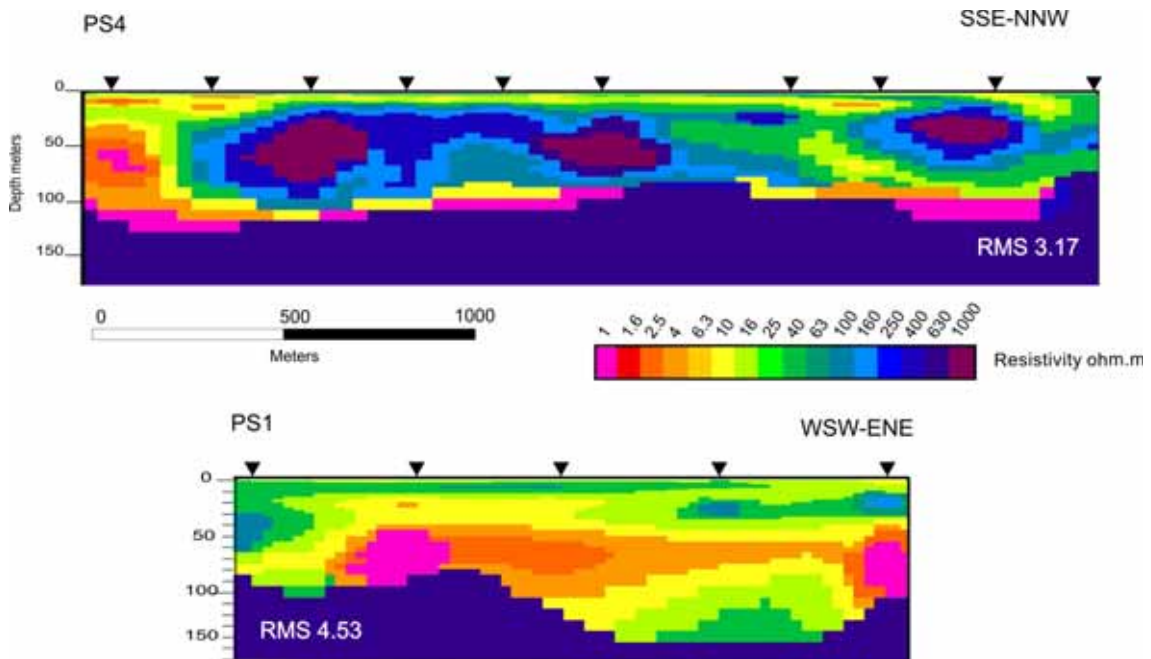 PS4
SSE-NNW
Depth meters
0
50
100
150
RMS 3.17
0 500 1000
Meters
1 1.6 2.5 4 6.3 10 16 25 40 63 100 160 250 400 630 1000
Resistivity ohm.m
PS1
WSW-ENE
0
50
100
150
RMS 4.53